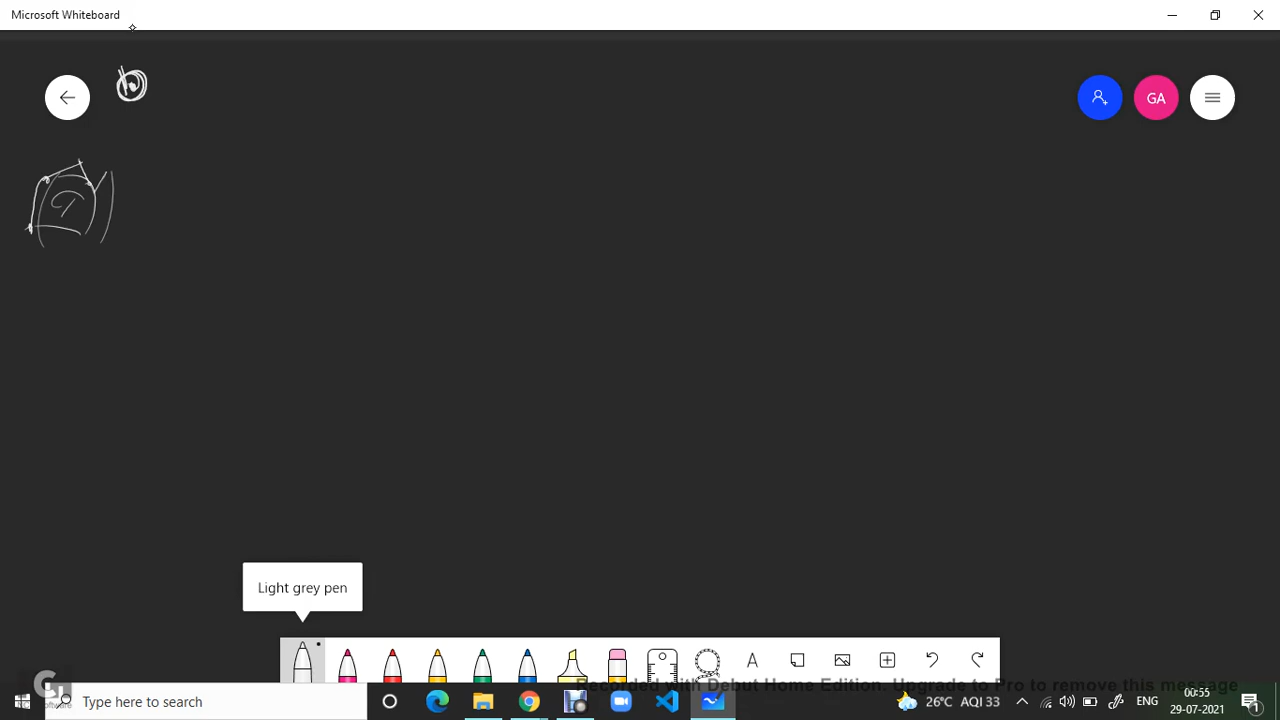 Microsoft Whiteboard
GA
Light grey pen
A
Recorded with Debut Home Edition. Upgrade to Pro to remove this message
Software
Type here to search
26°C AQI 33
ENG
00:55
29-07-2021